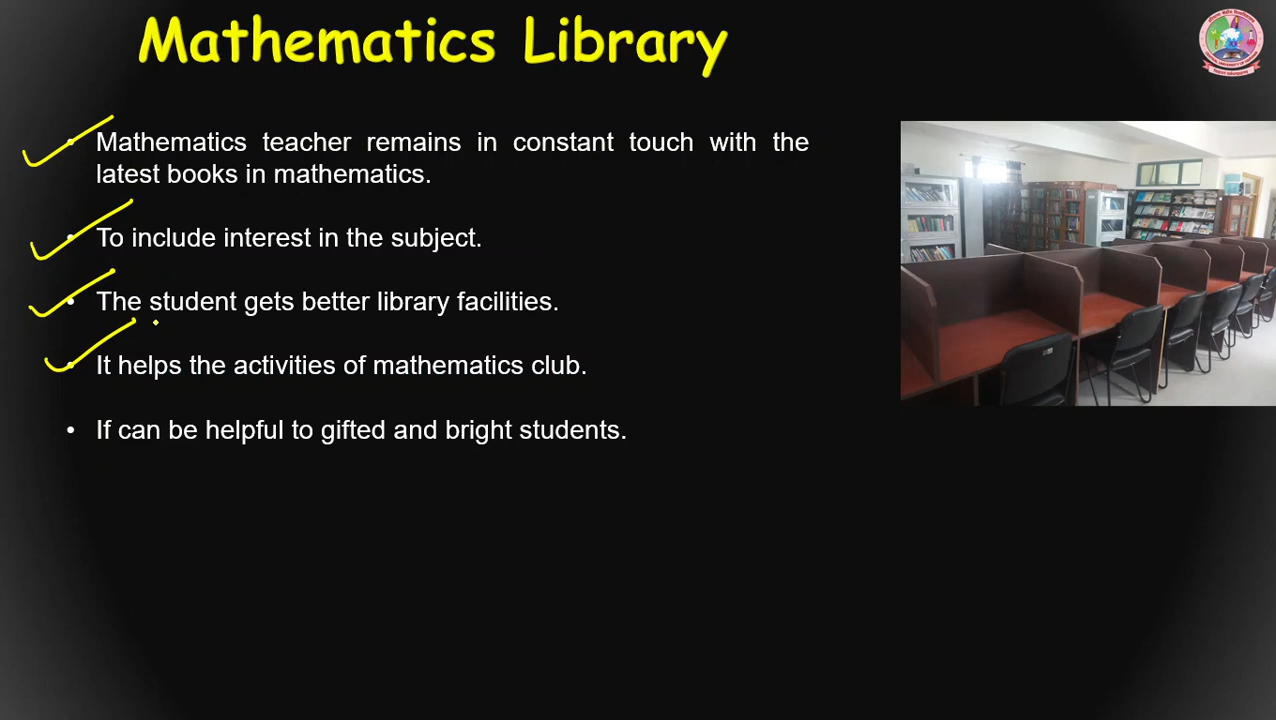 Mathematics Library
• Mathematics teacher remains in constant touch with the
latest books in mathematics.
• To include interest in the subject.
• The student gets better library facilities.
• It helps the activities of mathematics club.
• If can be helpful to gifted and bright students.